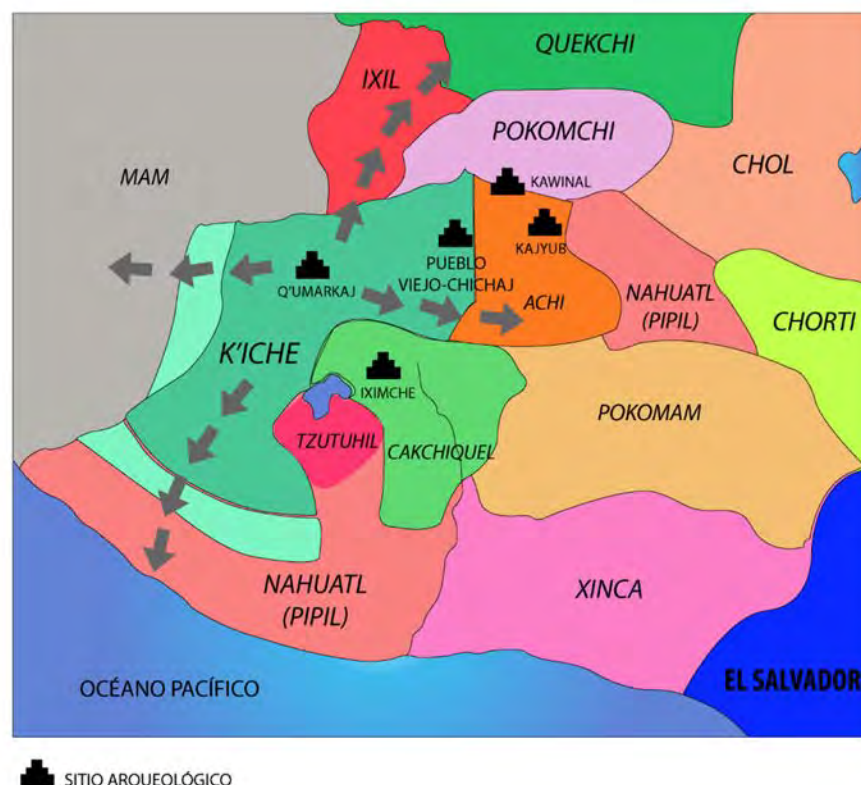 QUEKCHI
IXIL
POKOMCHI
CHOL
MAM
KAWINAL
KAJYUB
Q'UMARKAJ
PUEBLO
VIEJO-CHICHAJ
ACHI
NAHUATL
(PIPIL)
CHORTI
K'ICHE
IXIMCHE
POKOMAM
TZUTUHIL
CAKCHIQUEL
NAHUATL
(PIPIL)
XINCA
OCÉANO PACÍFICO
EL SALVADOR
SITIO ARQUEOLÓGICO